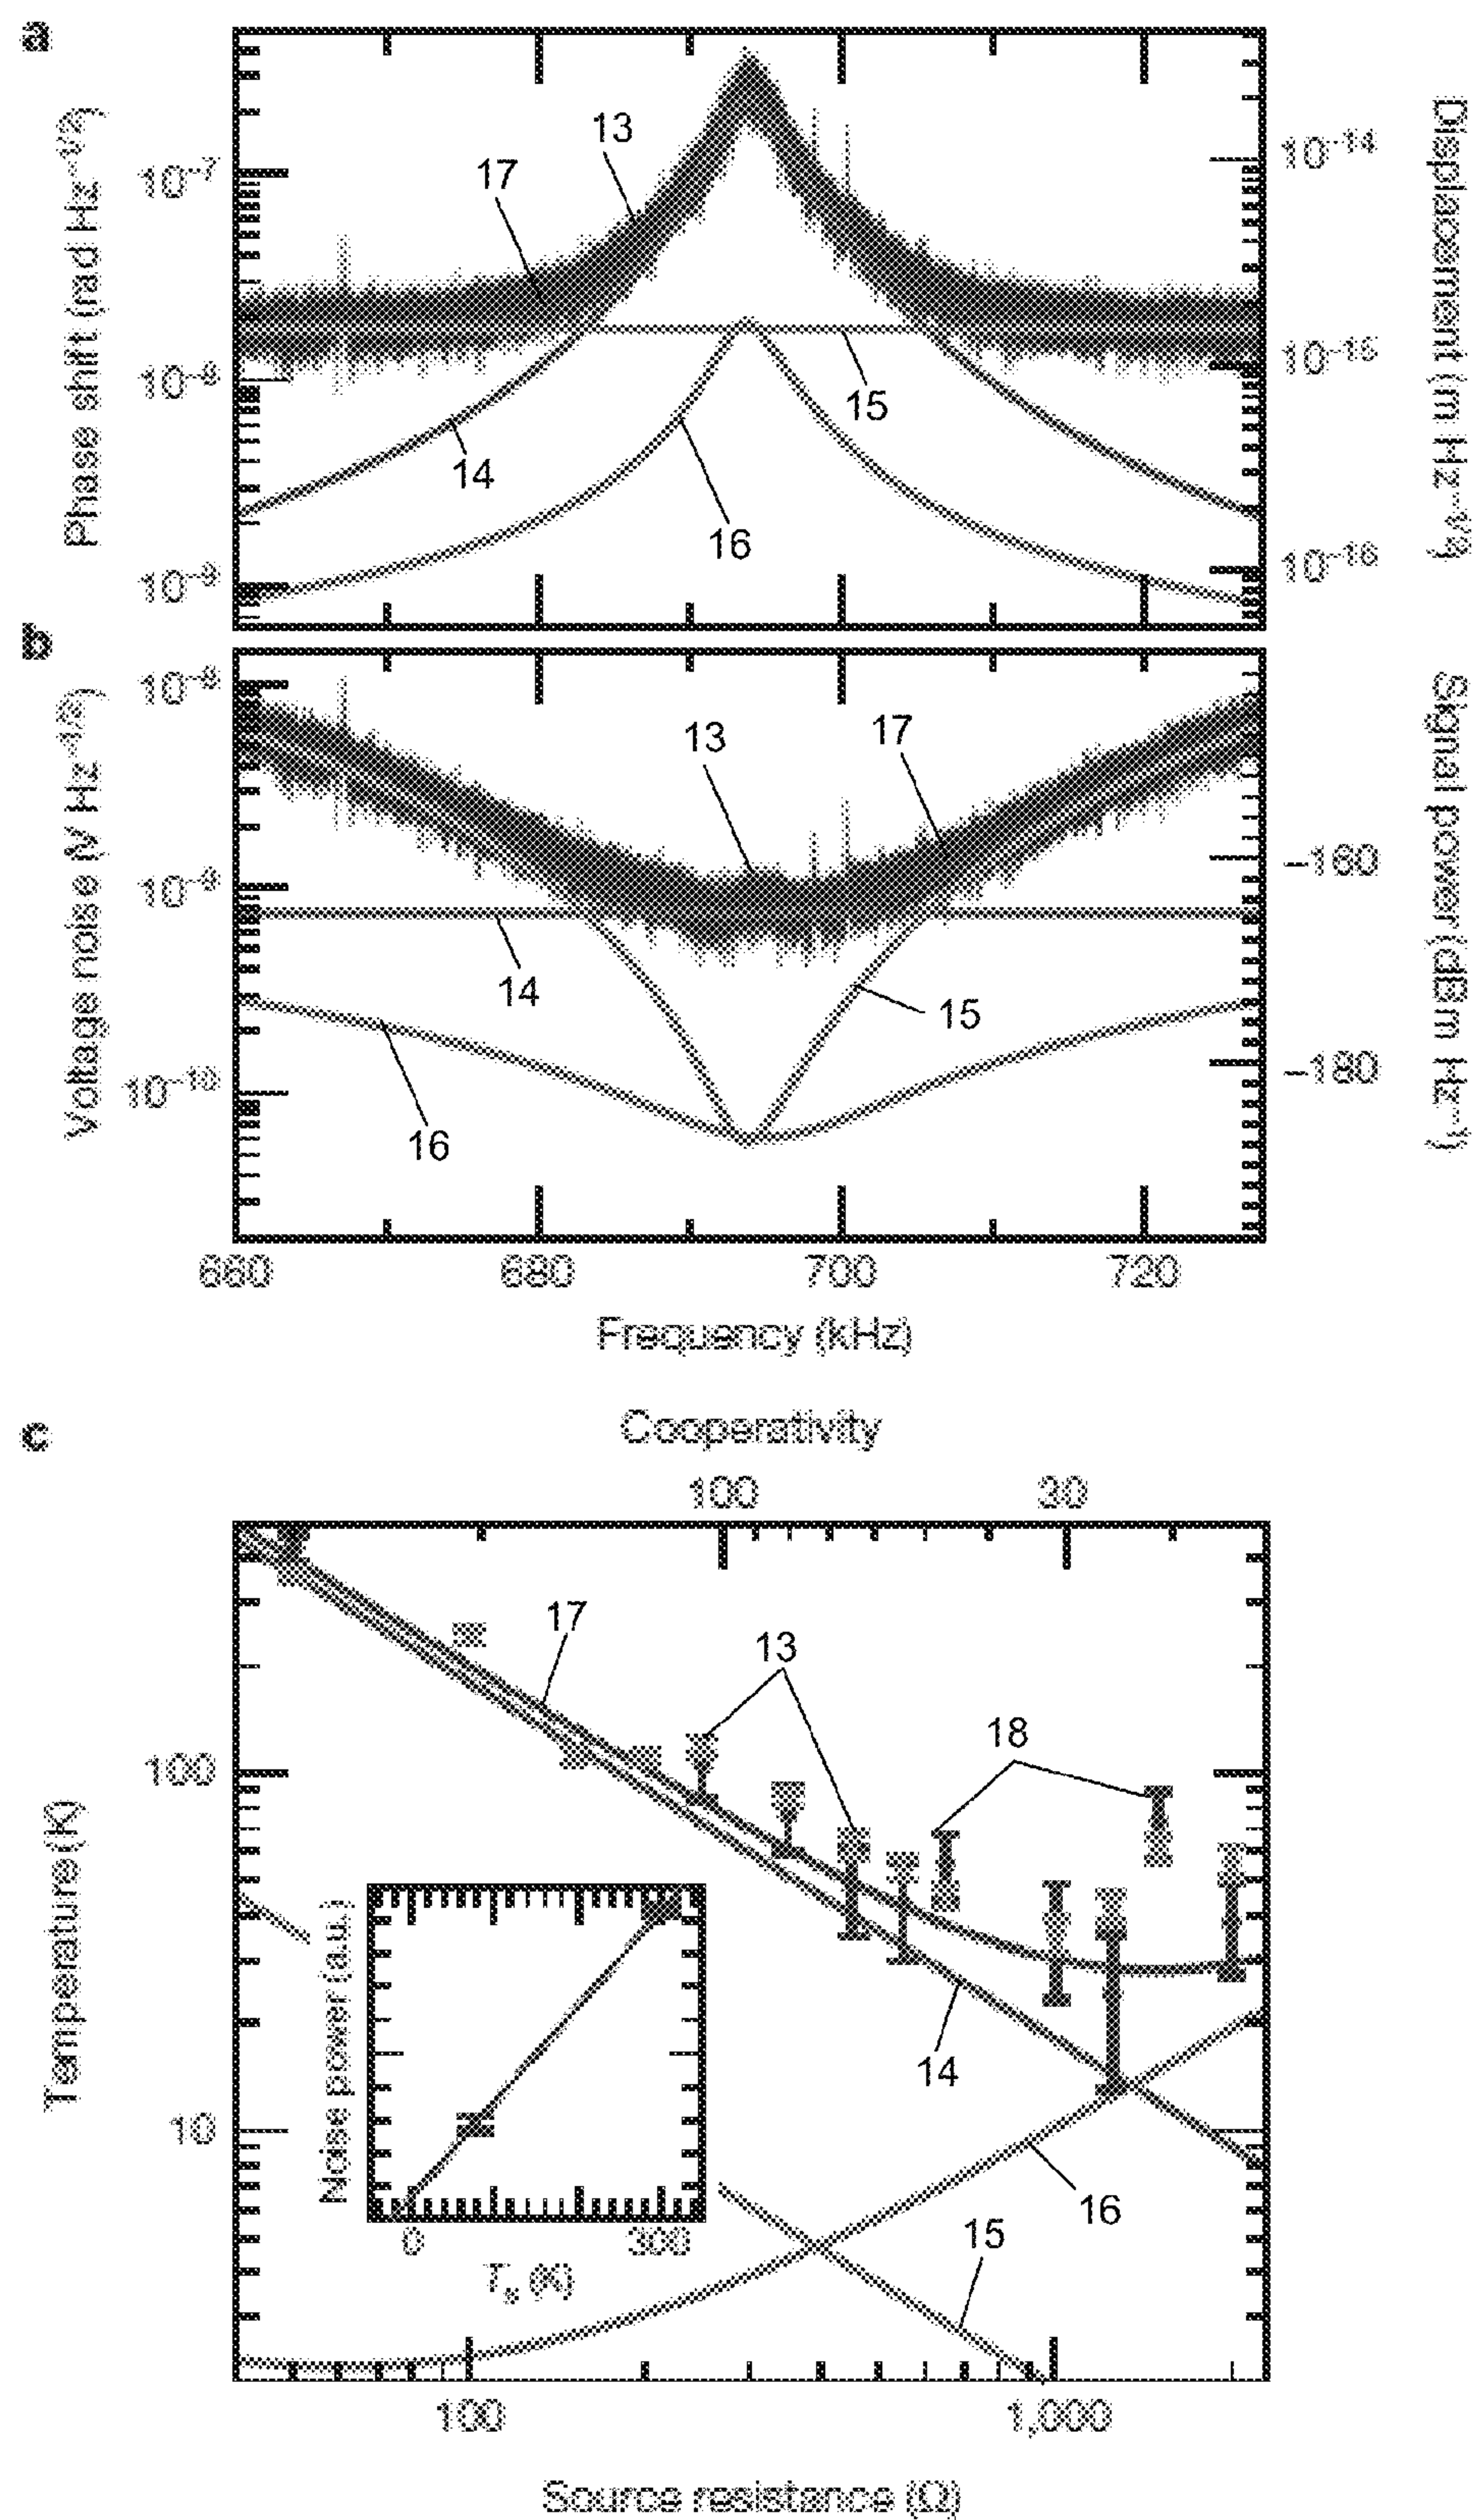 a
Phase shift (rad Hz⁻¹/²)
10⁻⁷
10⁻⁸
10⁻⁹
13
17
14
15
16
10⁻¹⁴
10⁻¹⁵
10⁻¹⁶
Displacement (m Hz⁻¹/²)
b
Voltage noise (V Hz⁻¹/²)
10⁻⁸
10⁻⁹
10⁻¹⁰
13
17
14
15
16
−160
−180
Signal power (dBm Hz⁻¹)
660 680 700 720
Frequency (kHz)
c
Cooperativity
100 30
Temperature (K)
100
10
17
13
18
14
16
15
Noise power (a.u.)
0 300
Tₛ (K)
100 1,000
Source resistance (Ω)